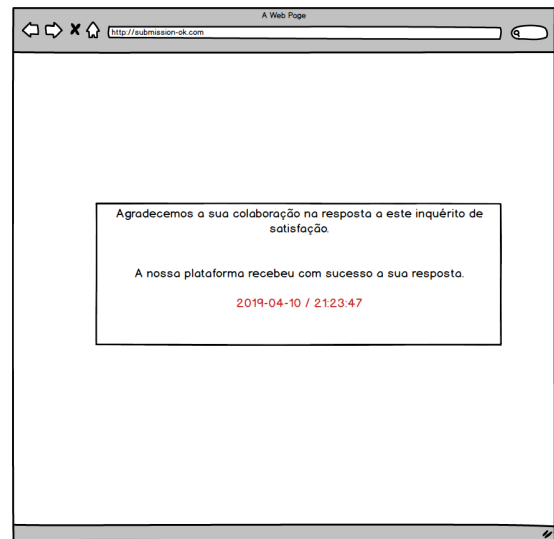 A Web Page
http://submission-ok.com
Agradecemos a sua colaboração na resposta a este inquérito de
satisfação.
A nossa plataforma recebeu com sucesso a sua resposta.
2019-04-10 / 21:23:47